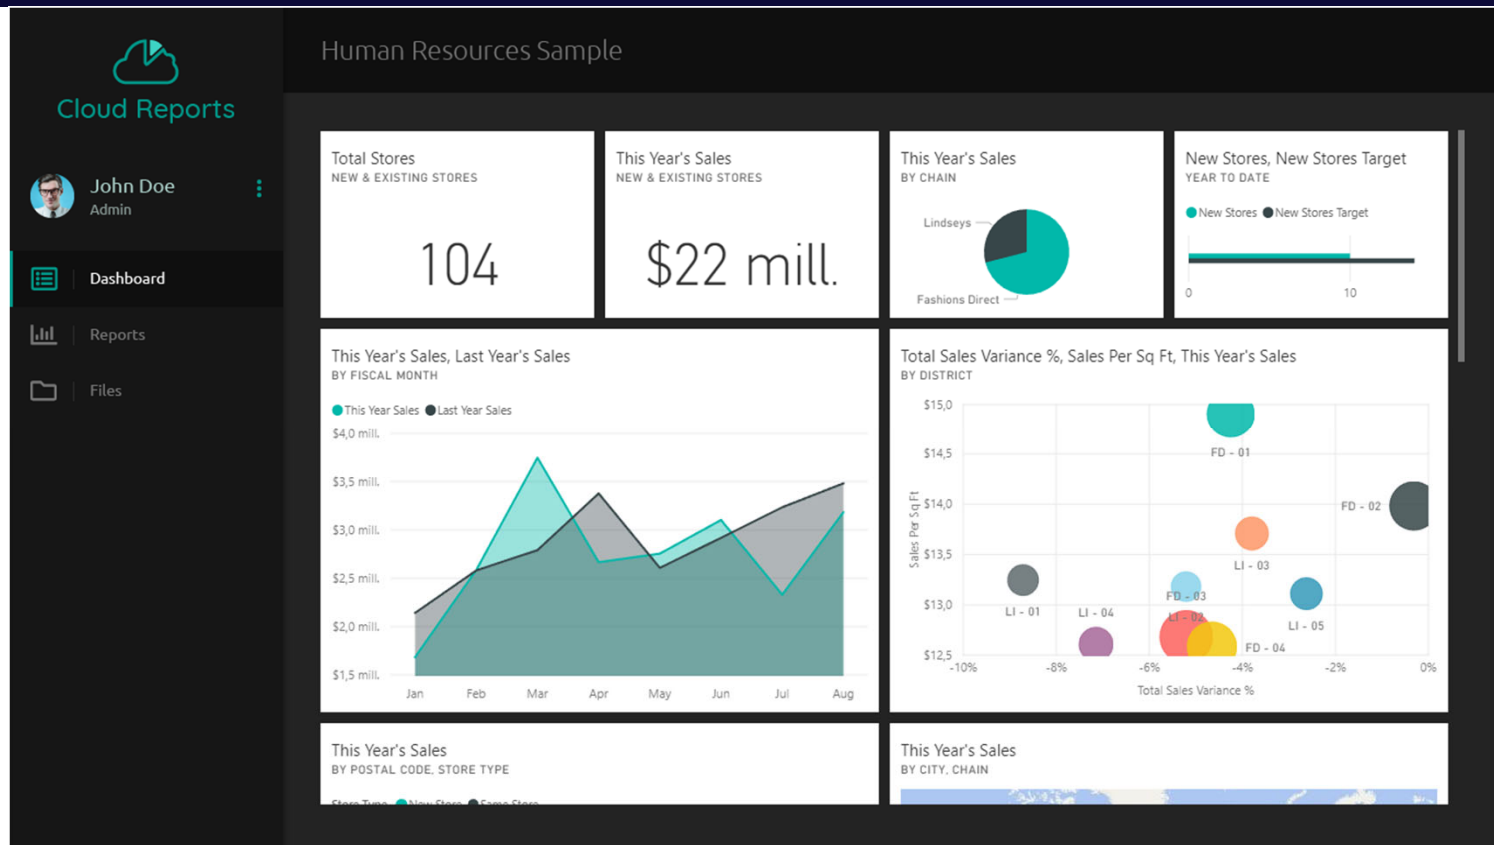 Human Resources Sample
Cloud Reports
John Doe
Admin
Dashboard
Reports
Files
Total Stores
NEW & EXISTING STORES
104
This Year's Sales
NEW & EXISTING STORES
$22 mill.
This Year's Sales
BY CHAIN
Lindseys
Fashions Direct
New Stores, New Stores Target
YEAR TO DATE
New Stores New Stores Target
0 10
This Year's Sales, Last Year's Sales
BY FISCAL MONTH
This Year Sales Last Year Sales
$4,0 mill.
$3,5 mill.
$3,0 mill.
$2,5 mill.
$2,0 mill.
$1,5 mill.
Jan Feb Mar Apr May Jun Jul Aug
Total Sales Variance %, Sales Per Sq Ft, This Year's Sales
BY DISTRICT
Sales Per Sq Ft
$15,0
$14,5
$14,0
$13,5
$13,0
$12,5
FD - 01
FD - 02
LI - 03
FD - 03
LI - 01
LI - 04
LI - 02
LI - 05
FD - 04
-10% -8% -6% -4% -2% 0%
Total Sales Variance %
This Year's Sales
BY POSTAL CODE, STORE TYPE
Store Type New Store Same Store
This Year's Sales
BY CITY, CHAIN